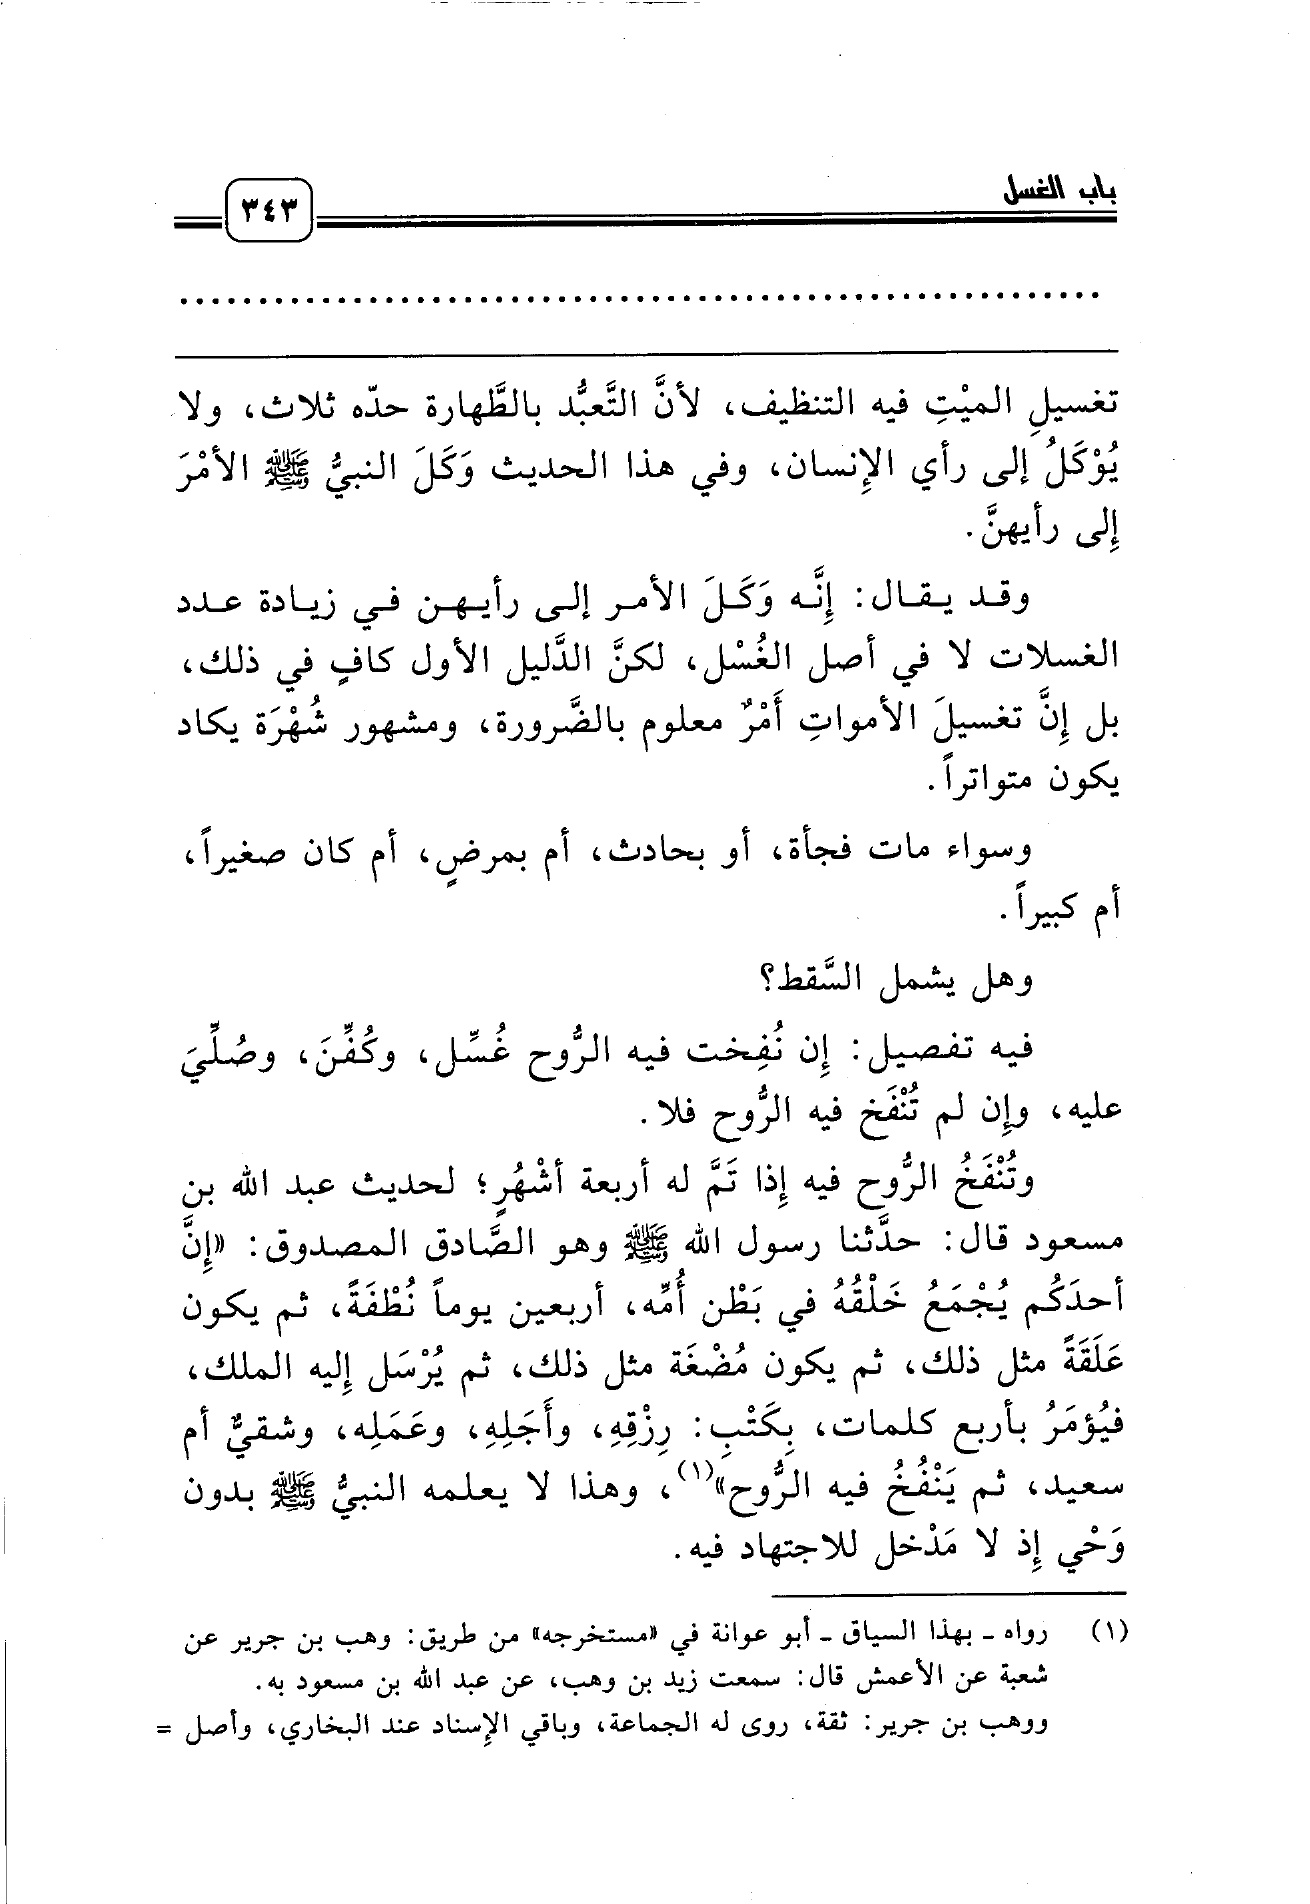 باب الغسل
٣٤٣
تغسيلِ الميْتِ فيه التنظيف، لأنَّ التَّعبُّد بالطَّهارة حدّه ثلاث، ولا
يُوْكَلُ إلى رأي الإنسان، وفي هذا الحديث وَكَلَ النبيُّ ﷺ الأمْرَ
إلى رأيهنَّ.
وقد يقال: إنَّه وَكَلَ الأمر إلى رأيهن في زيادة عدد
الغسلات لا في أصل الغُسْل، لكنَّ الدَّليل الأول كافٍ في ذلك،
بل إنَّ تغسيلَ الأمواتِ أَمْرٌ معلوم بالضَّرورة، ومشهور شُهْرَة يكاد
يكون متواتراً.
وسواء مات فجأة، أو بحادث، أم بمرضٍ، أم كان صغيراً،
أم كبيراً.
وهل يشمل السَّقط؟
فيه تفصيل: إن نُفِخت فيه الرُّوح غُسِّل، وكُفِّنَ، وصُلِّيَ
عليه، وإن لم تُنْفَخ فيه الرُّوح فلا.
وتُنْفَخُ الرُّوح فيه إذا تَمَّ له أربعة أشْهُرٍ؛ لحديث عبد الله بن
مسعود قال: حدَّثنا رسول الله ﷺ وهو الصَّادق المصدوق: «إنَّ
أحدَكُم يُجْمَعُ خَلْقُهُ في بَطْن أُمِّه، أربعين يوماً نُطْفَةً، ثم يكون
عَلَقَةً مثل ذلك، ثم يكون مُضْغَة مثل ذلك، ثم يُرْسَل إليه الملك،
فيُؤمَرُ بأربع كلمات، بِكَتْبِ: رِزْقِهِ، وأَجَلِهِ، وعَمَلِه، وشقيٌّ أم
سعيد، ثم يَنْفُخُ فيه الرُّوح»(١)، وهذا لا يعلمه النبيُّ ﷺ بدون
وَحْي إذ لا مَدْخل للاجتهاد فيه.
(١) رواه - بهذا السياق - أبو عوانة في «مستخرجه» من طريق: وهب بن جرير عن
شعبة عن الأعمش قال: سمعت زيد بن وهب، عن عبد الله بن مسعود به.
ووهب بن جرير: ثقة، روى له الجماعة، وباقي الإسناد عند البخاري، وأصل =